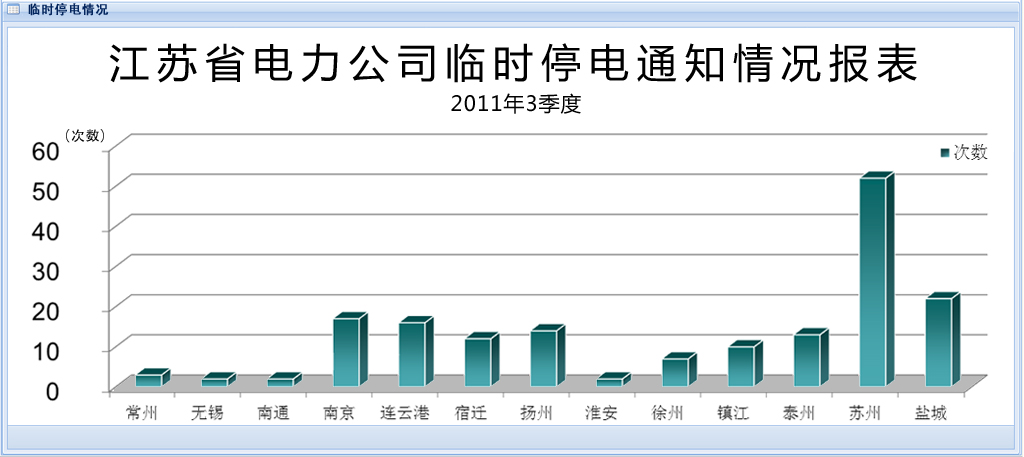 临时停电情况
江苏省电力公司临时停电通知情况报表
2011年3季度
(次数)
次数
60
50
40
30
20
10
0
常州 无锡 南通 南京 连云港 宿迁 扬州 淮安 徐州 镇江 泰州 苏州 盐城